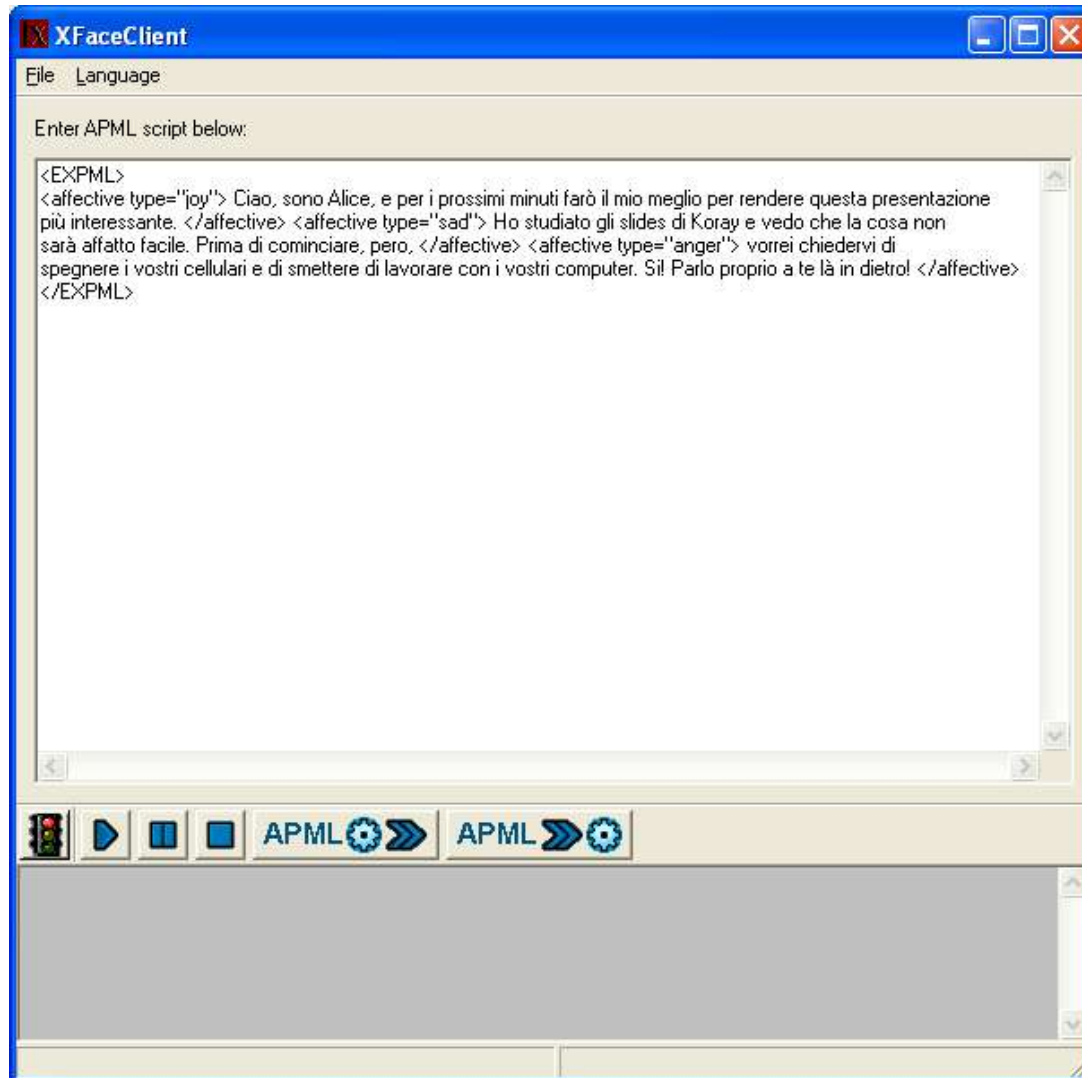 XFaceClient
File Language
Enter APML script below:
<EXPML>
<affective type="joy"> Ciao, sono Alice, e per i prossimi minuti farò il mio meglio per rendere questa presentazione
più interessante. </affective> <affective type="sad"> Ho studiato gli slides di Koray e vedo che la cosa non
sarà affatto facile. Prima di cominciare, pero, </affective> <affective type="anger"> vorrei chiedervi di
spegnere i vostri cellulari e di smettere di lavorare con i vostri computer. Si! Parlo proprio a te là in dietro! </affective>
</EXPML>
APML APML